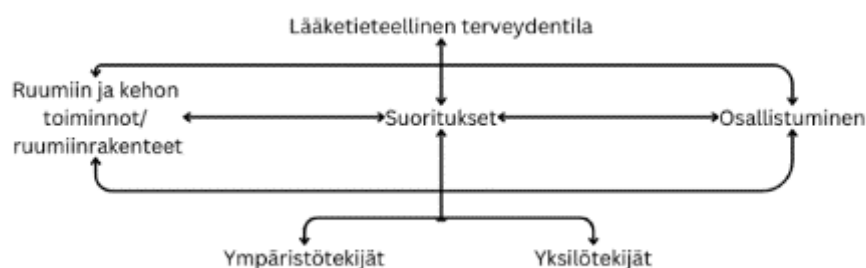 Lääketieteellinen terveydentila
Ruumiin ja kehon
toiminnot/
ruumiinrakenteet
Suoritukset
Osallistuminen
Ympäristötekijät
Yksilötekijät